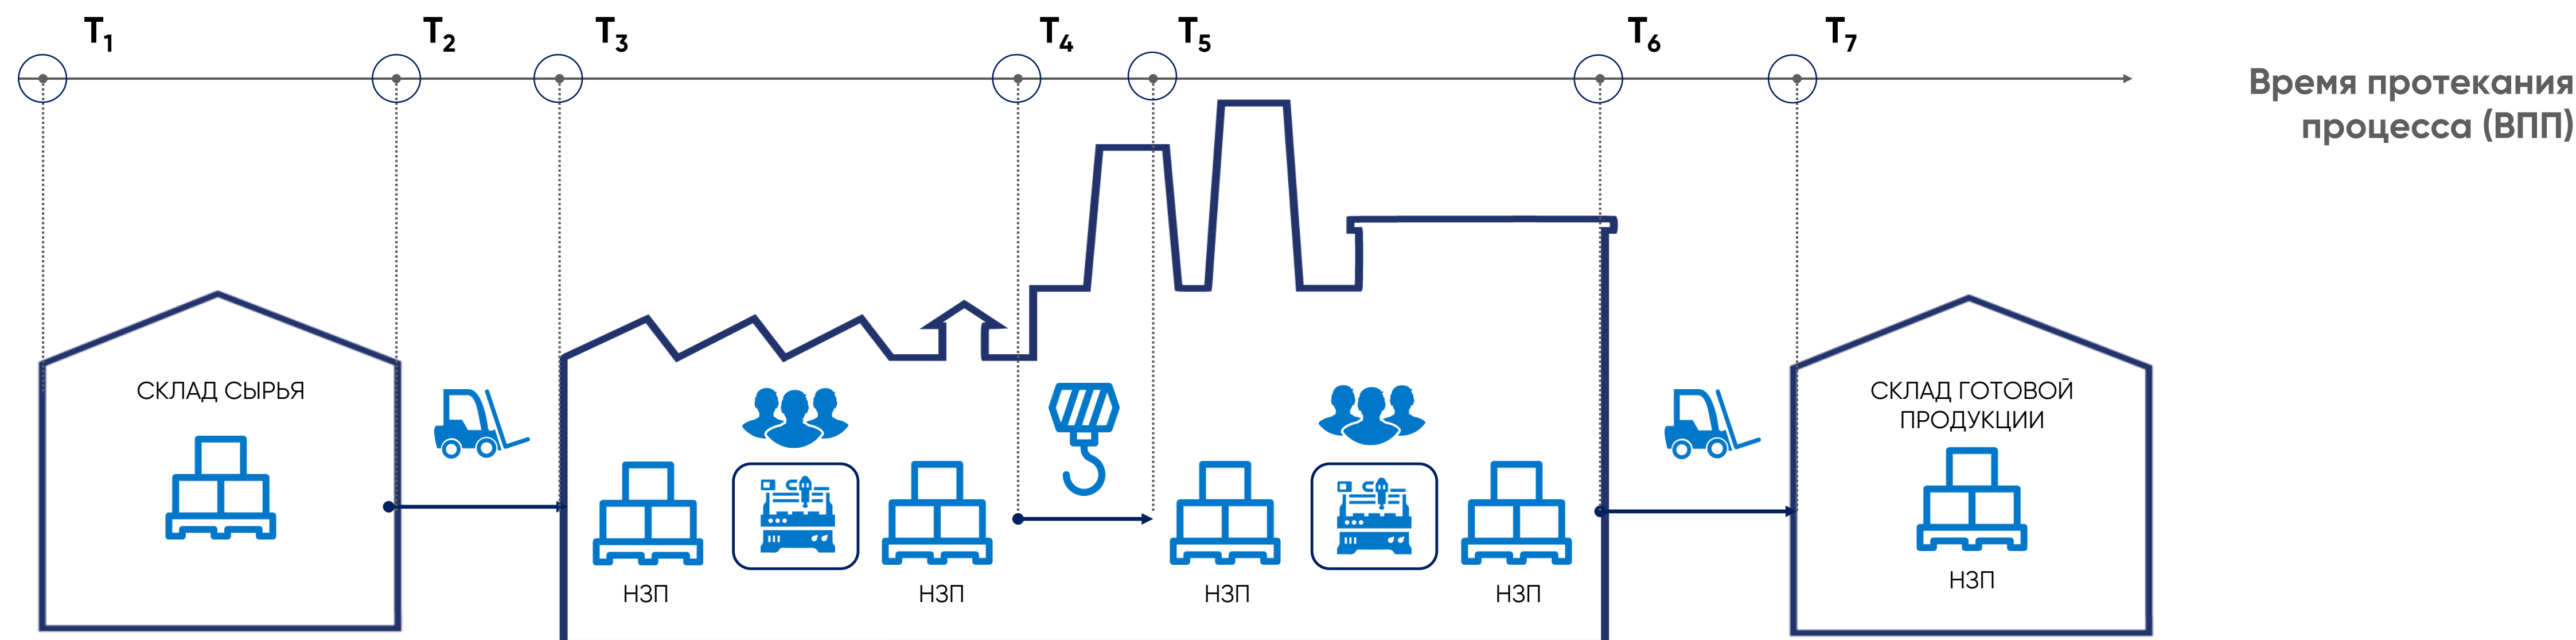 T₁ T₂ T₃ T₄ T₅ T₆ T₇
Время протекания
процесса (ВПП)
СКЛАД СЫРЬЯ
СКЛАД ГОТОВОЙ
ПРОДУКЦИИ
НЗП
НЗП
НЗП
НЗП
НЗП